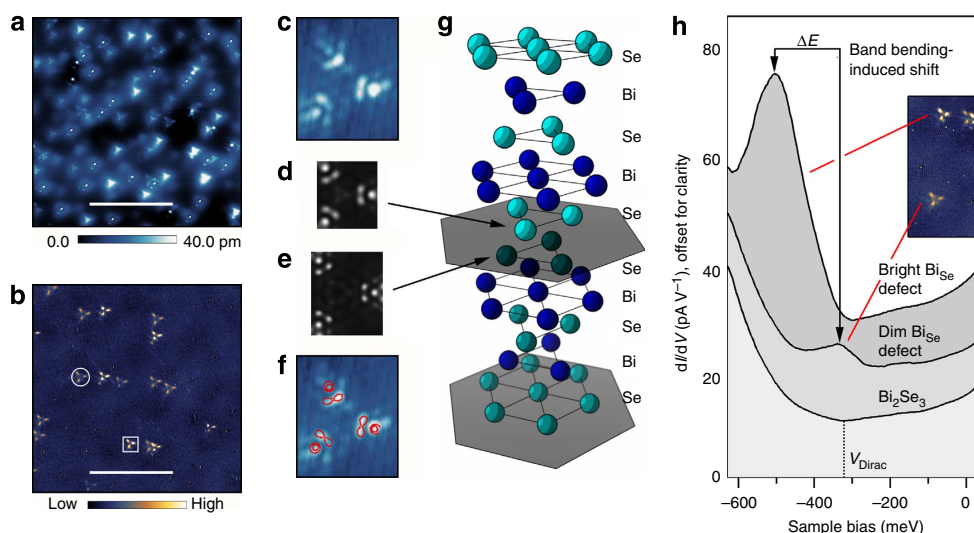 a
0.0 40.0 pm
b
Low High
c
d
e
f
g
Se
Bi
Se
Bi
Se
Se
Bi
Se
Bi
Se
h
80
60
40
20
0
dI/dV (pA V⁻¹), offset for clarity
ΔE
Band bending-
induced shift
Bright Bi_Se
defect
Dim Bi_Se
defect
Bi₂Se₃
V_Dirac
−600 −400 −200 0
Sample bias (meV)